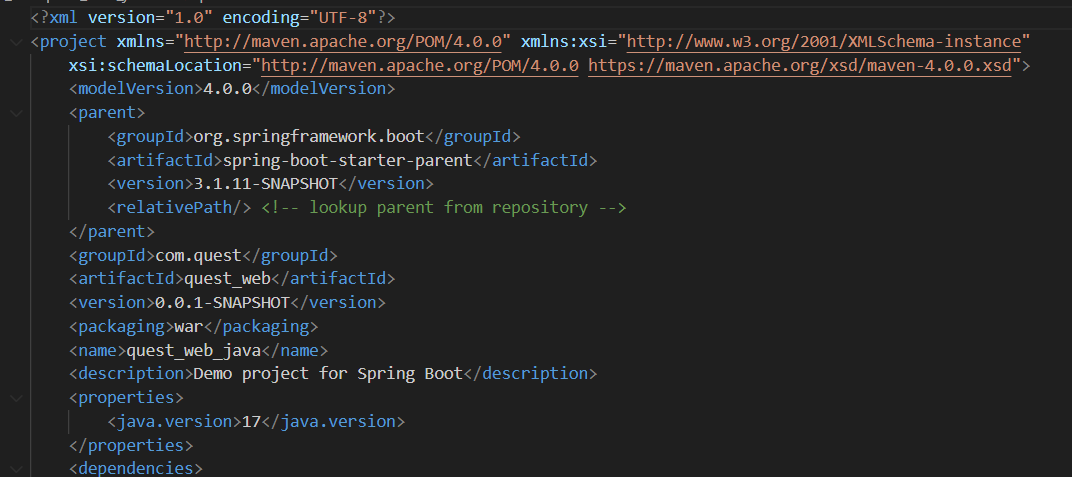 <?xml version="1.0" encoding="UTF-8"?>
<project xmlns="http://maven.apache.org/POM/4.0.0" xmlns:xsi="http://www.w3.org/2001/XMLSchema-instance"
xsi:schemaLocation="http://maven.apache.org/POM/4.0.0 https://maven.apache.org/xsd/maven-4.0.0.xsd">
<modelVersion>4.0.0</modelVersion>
<parent>
<groupId>org.springframework.boot</groupId>
<artifactId>spring-boot-starter-parent</artifactId>
<version>3.1.11-SNAPSHOT</version>
<relativePath/> <!-- lookup parent from repository -->
</parent>
<groupId>com.quest</groupId>
<artifactId>quest_web</artifactId>
<version>0.0.1-SNAPSHOT</version>
<packaging>war</packaging>
<name>quest_web_java</name>
<description>Demo project for Spring Boot</description>
<properties>
<java.version>17</java.version>
</properties>
<dependencies>